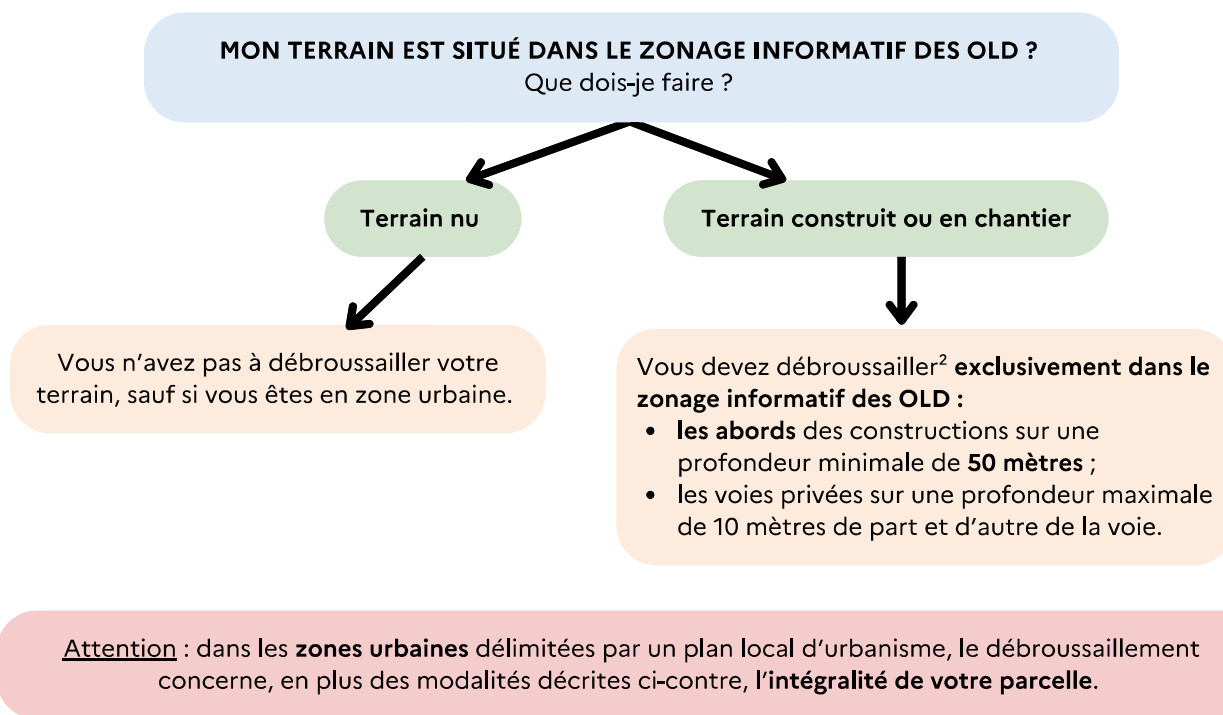 MON TERRAIN EST SITUÉ DANS LE ZONAGE INFORMATIF DES OLD ?
Que dois-je faire ?
Terrain nu
Terrain construit ou en chantier
Vous n’avez pas à débroussailler votre
terrain, sauf si vous êtes en zone urbaine.
Vous devez débroussailler² exclusivement dans le
zonage informatif des OLD :
• les abords des constructions sur une
profondeur minimale de 50 mètres ;
• les voies privées sur une profondeur maximale
de 10 mètres de part et d’autre de la voie.
Attention : dans les zones urbaines délimitées par un plan local d’urbanisme, le débroussaillement
concerne, en plus des modalités décrites ci-contre, l’intégralité de votre parcelle.